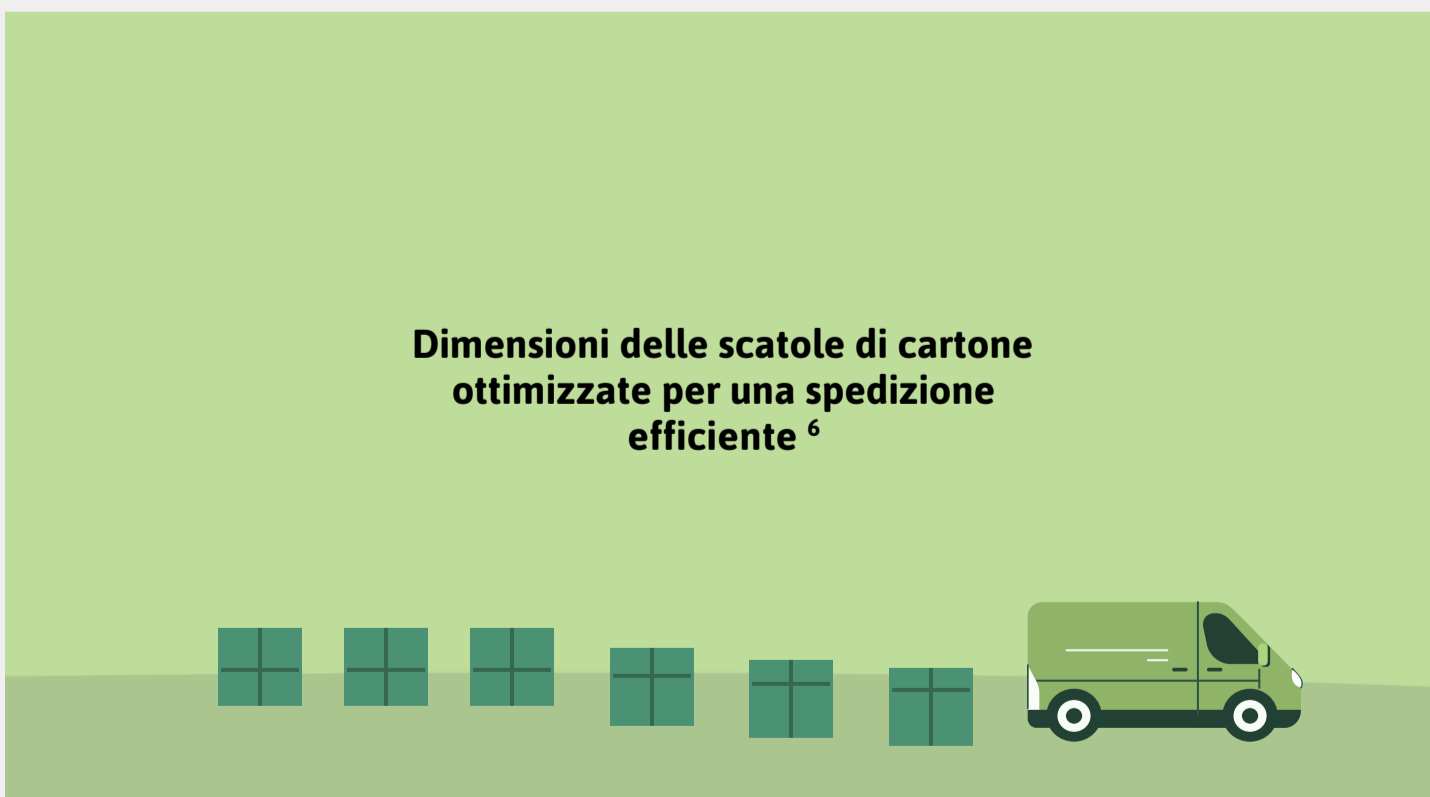 Dimensioni delle scatole di cartone
ottimizzate per una spedizione
efficiente ⁶